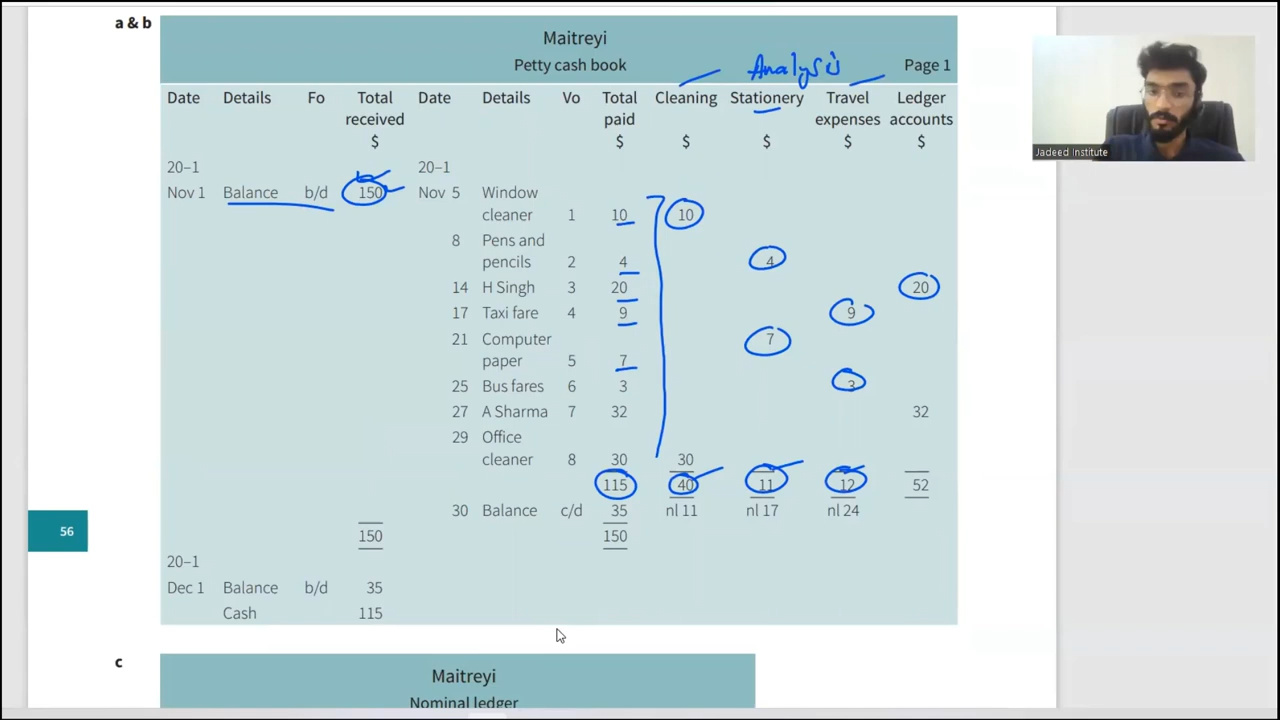 a & b
Maitreyi
Petty cash book
Analysis
Page 1
Date Details Fo Total received $ Date Details Vo Total paid $ Cleaning $ Stationery $ Travel expenses $ Ledger accounts $
20–1 20–1
Nov 1 Balance b/d 150 Nov 5 Window
cleaner 1 10 10
8 Pens and
pencils 2 4 4
14 H Singh 3 20 20
17 Taxi fare 4 9 9
21 Computer
paper 5 7 7
25 Bus fares 6 3 3
27 A Sharma 7 32 32
29 Office
cleaner 8 30 30
115 40 11 12 52
30 Balance c/d 35 nl 11 nl 17 nl 24
150 150
20–1
Dec 1 Balance b/d 35
Cash 115
56
c
Maitreyi
Nominal ledger
Jadeed Institute